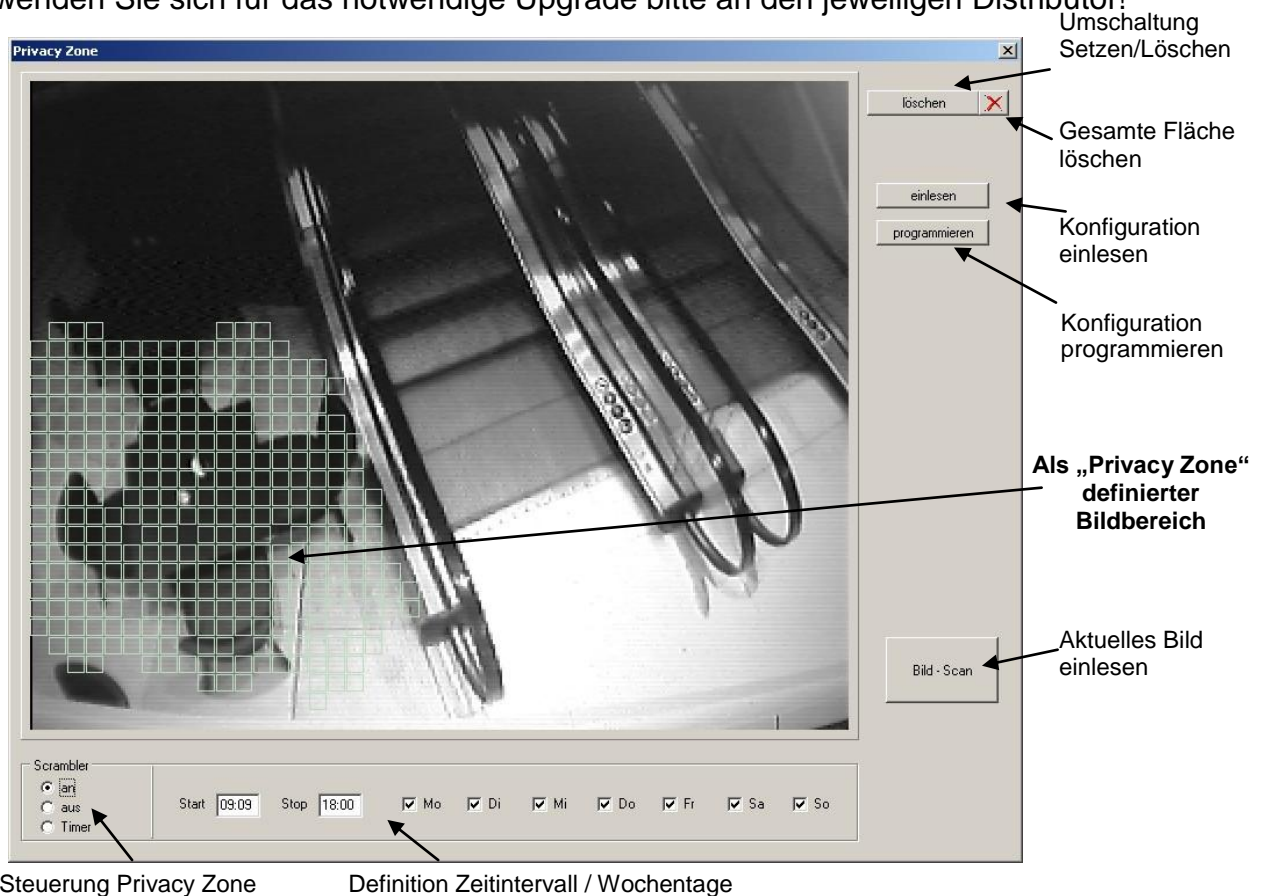 wenden Sie sich für das notwendige Upgrade bitte an den jeweiligen Distributor!
Umschaltung
Setzen/Löschen
Privacy Zone
löschen
Gesamte Fläche
löschen
einlesen
Konfiguration
einlesen
programmieren
Konfiguration
programmieren
Als „Privacy Zone“
definierter
Bildbereich
Aktuelles Bild
einlesen
Bild - Scan
Scrambler
an
aus
Timer
Start 09:09 Stop 18:00 Mo Di Mi Do Fr Sa So
Steuerung Privacy Zone
Definition Zeitintervall / Wochentage